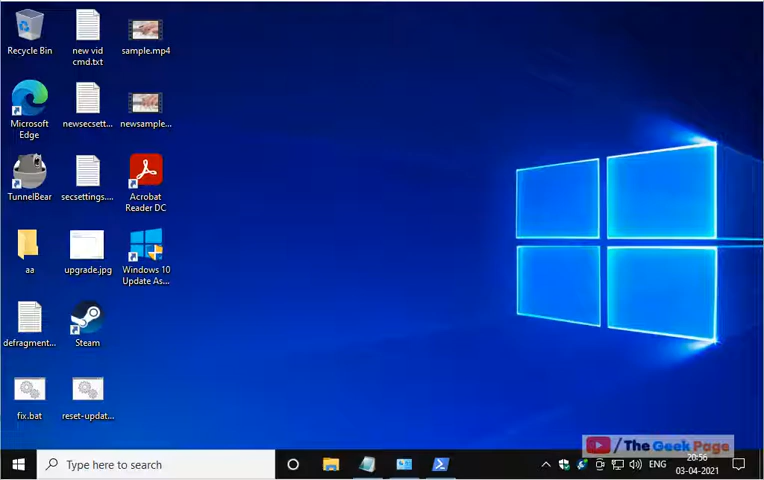 Recycle Bin
new vid
cmd.txt
sample.mp4
Microsoft
Edge
newsecsett...
newsample...
TunnelBear
secsettings....
Acrobat
Reader DC
aa
upgrade.jpg
Windows 10
Update As...
defragment...
Steam
fix.bat
reset-updat...
/The Geek Page
Type here to search
ENG
20:56
03-04-2021